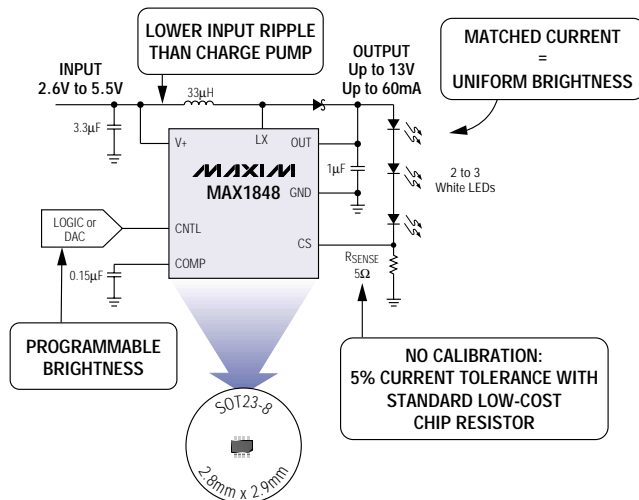 LOWER INPUT RIPPLE
THAN CHARGE PUMP
MATCHED CURRENT
=
UNIFORM BRIGHTNESS
INPUT
2.6V to 5.5V
OUTPUT
Up to 13V
Up to 60mA
33µH
3.3µF
V+
LX
OUT
1µF
MAXIM
MAX1848
GND
2 to 3
White LEDs
LOGIC or
DAC
CNTL
CS
COMP
0.15µF
RSENSE
5Ω
PROGRAMMABLE
BRIGHTNESS
NO CALIBRATION:
5% CURRENT TOLERANCE WITH
STANDARD LOW-COST
CHIP RESISTOR
SOT23-8
2.8mm x 2.9mm